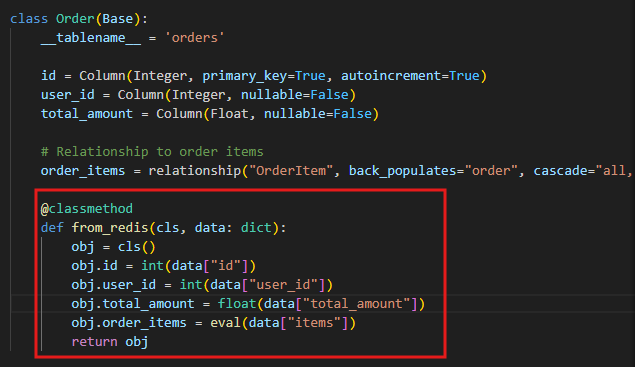 class Order(Base):
    __tablename__ = 'orders'
    id = Column(Integer, primary_key=True, autoincrement=True)
    user_id = Column(Integer, nullable=False)
    total_amount = Column(Float, nullable=False)
    # Relationship to order items
    order_items = relationship("OrderItem", back_populates="order", cascade="all,
    @classmethod
    def from_redis(cls, data: dict):
        obj = cls()
        obj.id = int(data["id"])
        obj.user_id = int(data["user_id"])
        obj.total_amount = float(data["total_amount"])
        obj.order_items = eval(data["items"])
        return obj